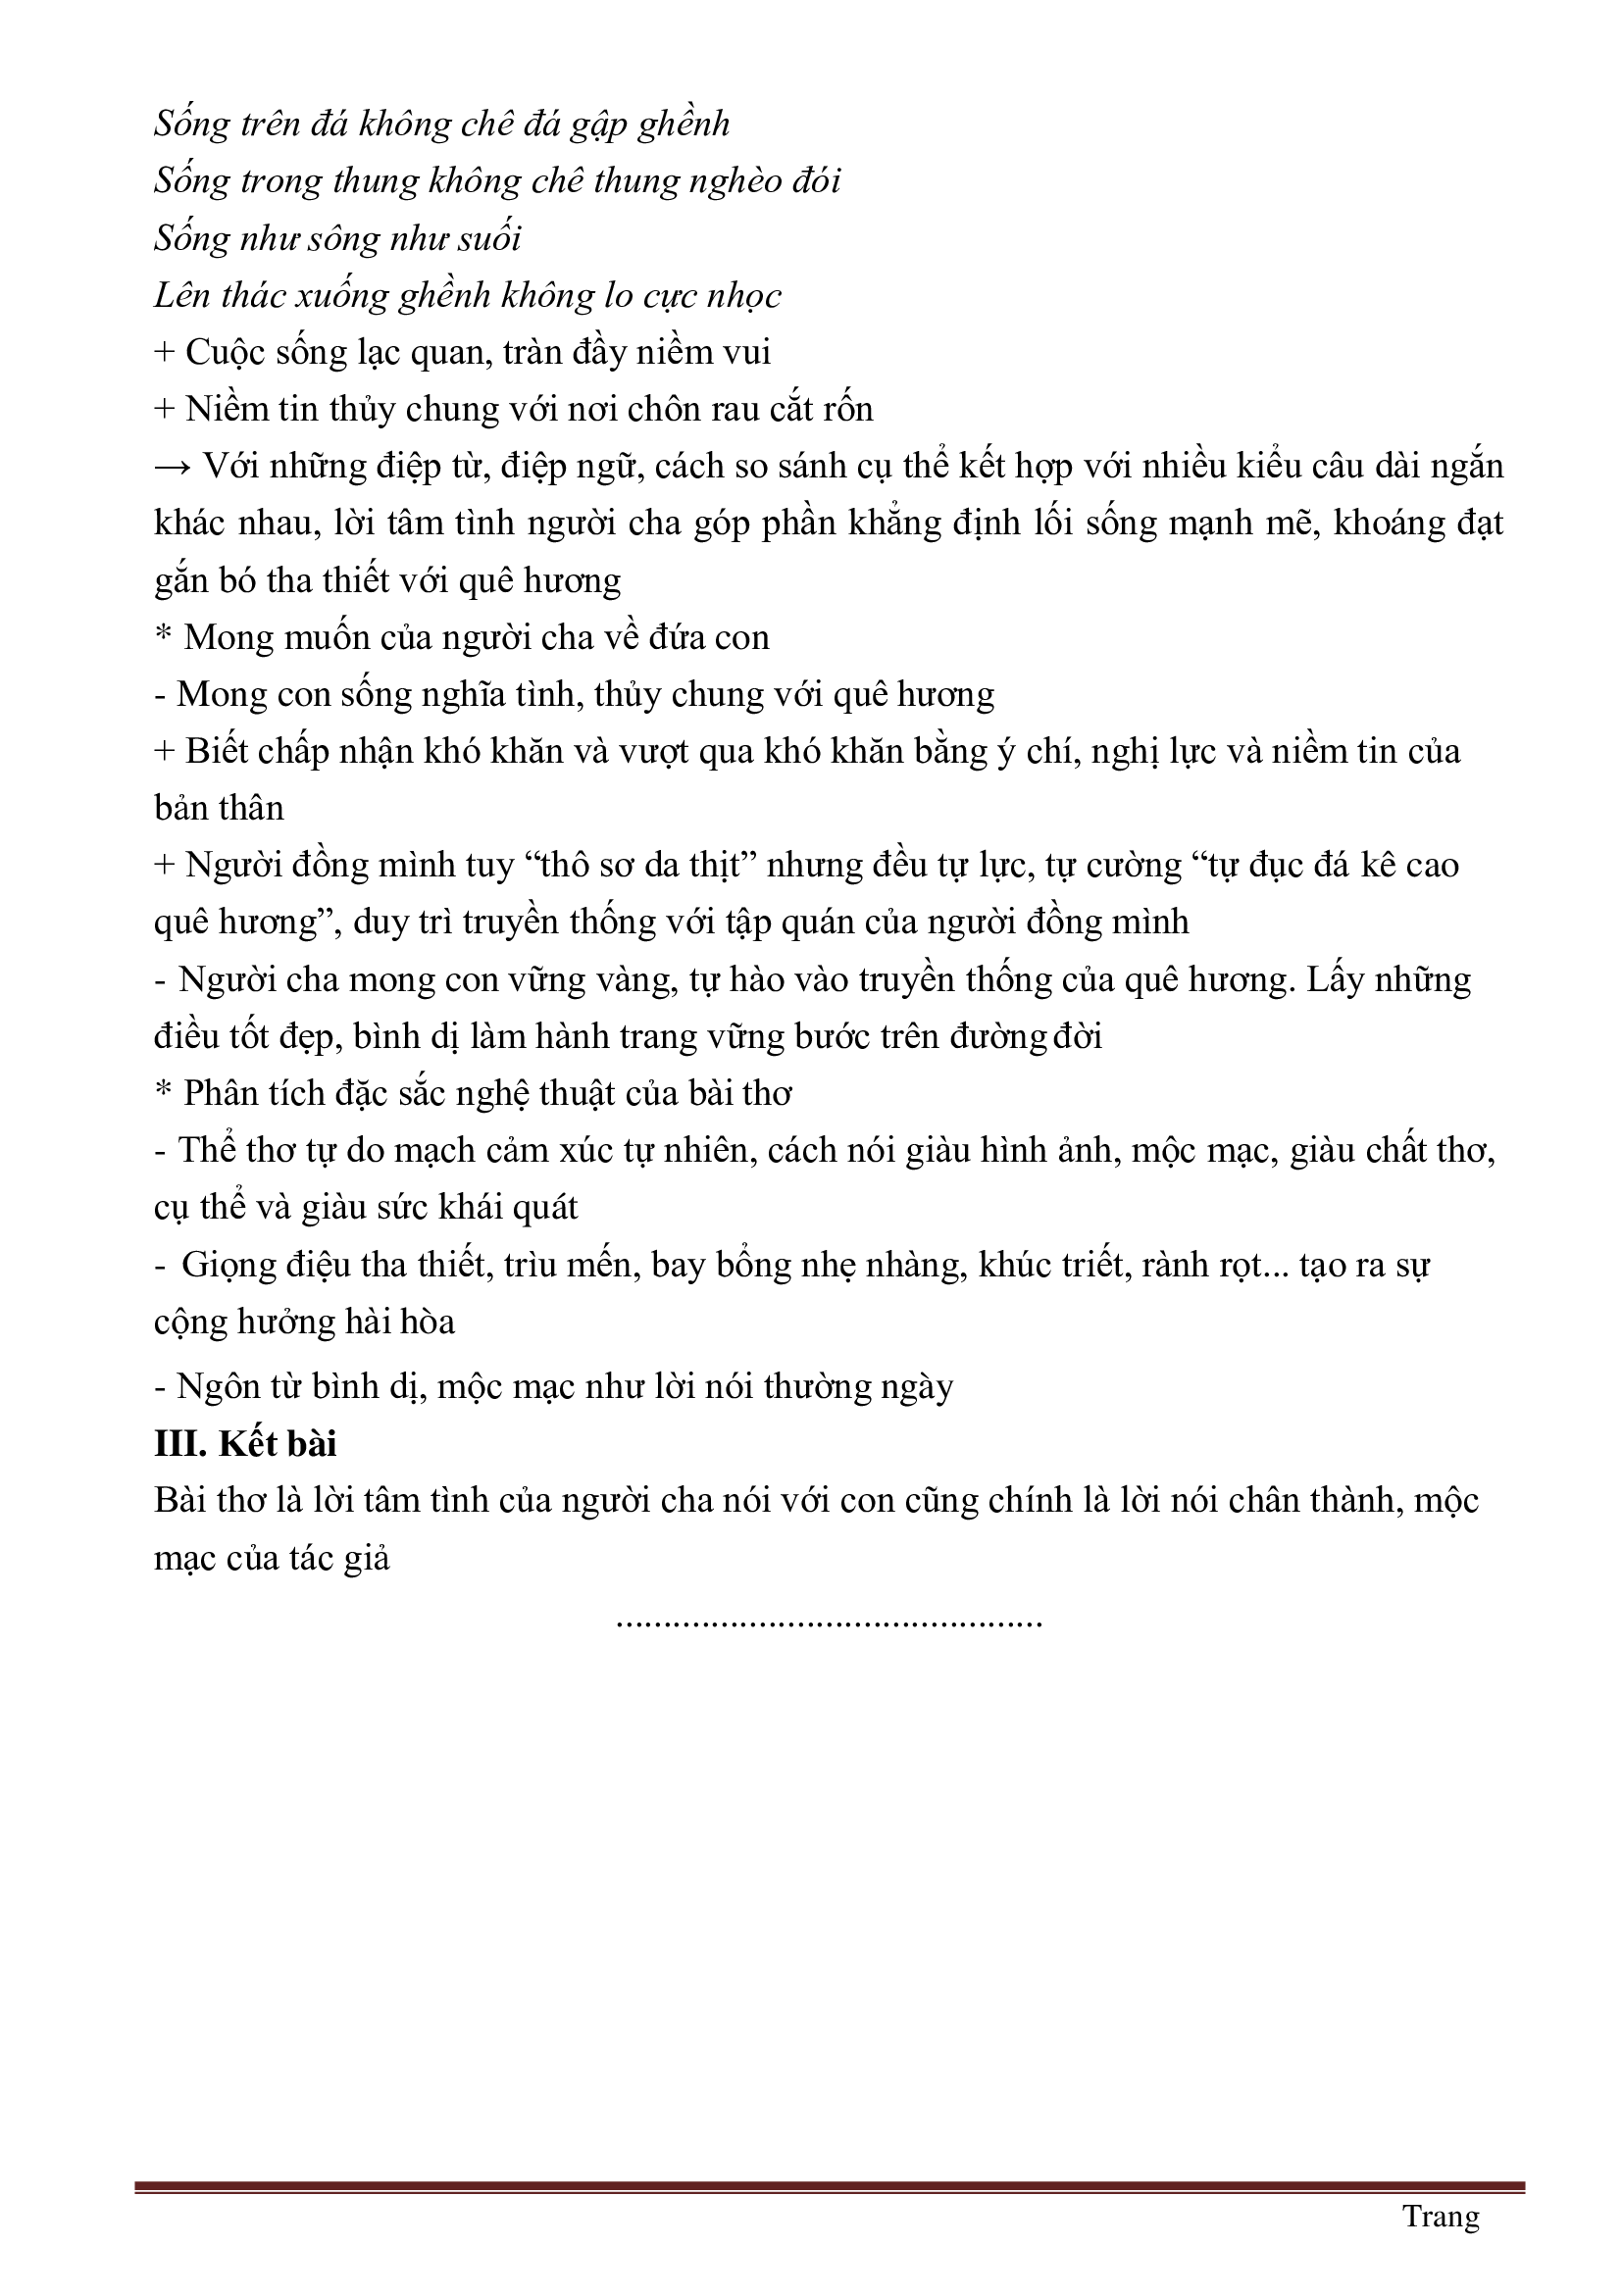 Sống trên đá không chê đá gập ghềnh
Sống trong thung không chê thung nghèo đói
Sống như sông như suối
Lên thác xuống ghềnh không lo cực nhọc
+ Cuộc sống lạc quan, tràn đầy niềm vui
+ Niềm tin thủy chung với nơi chôn rau cắt rốn
→ Với những điệp từ, điệp ngữ, cách so sánh cụ thể kết hợp với nhiều kiểu câu dài ngắn
khác nhau, lời tâm tình người cha góp phần khẳng định lối sống mạnh mẽ, khoáng đạt
gắn bó tha thiết với quê hương
* Mong muốn của người cha về đứa con
- Mong con sống nghĩa tình, thủy chung với quê hương
+ Biết chấp nhận khó khăn và vượt qua khó khăn bằng ý chí, nghị lực và niềm tin của
bản thân
+ Người đồng mình tuy “thô sơ da thịt” nhưng đều tự lực, tự cường “tự đục đá kê cao
quê hương”, duy trì truyền thống với tập quán của người đồng mình
- Người cha mong con vững vàng, tự hào vào truyền thống của quê hương. Lấy những
điều tốt đẹp, bình dị làm hành trang vững bước trên đường đời
* Phân tích đặc sắc nghệ thuật của bài thơ
- Thể thơ tự do mạch cảm xúc tự nhiên, cách nói giàu hình ảnh, mộc mạc, giàu chất thơ,
cụ thể và giàu sức khái quát
- Giọng điệu tha thiết, trìu mến, bay bổng nhẹ nhàng, khúc triết, rành rọt... tạo ra sự
cộng hưởng hài hòa
- Ngôn từ bình dị, mộc mạc như lời nói thường ngày
III. Kết bài
Bài thơ là lời tâm tình của người cha nói với con cũng chính là lời nói chân thành, mộc
mạc của tác giả
.............................................
Trang